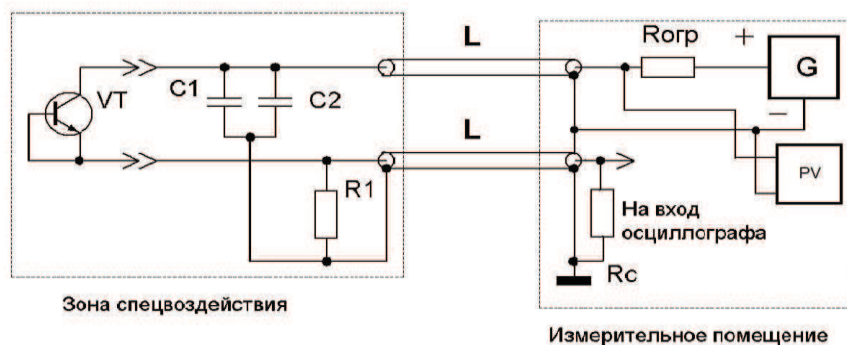 L
Rогр
+
G
C1
C2
VT
−
L
PV
R1
На вход
осциллографа
Rc
Зона спецвоздействия
Измерительное помещение